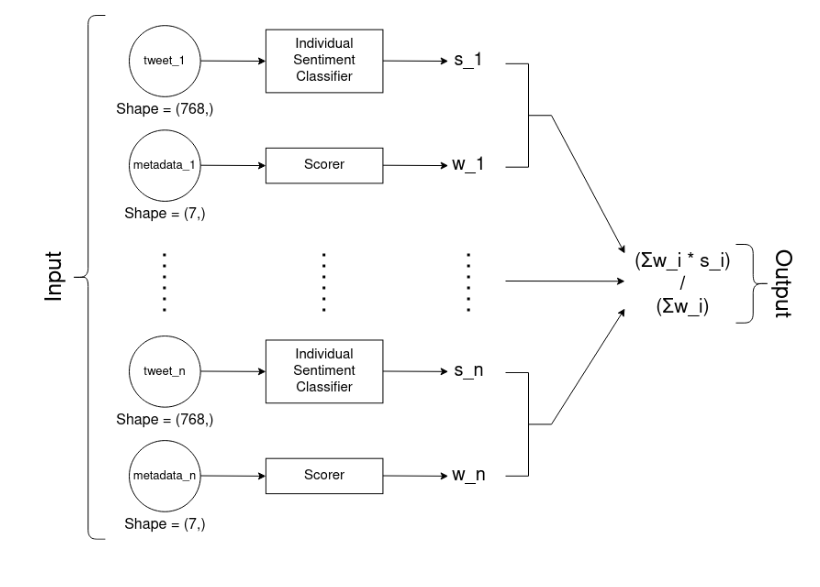 Input
tweet_1
Shape = (768,)
Individual
Sentiment
Classifier
s_1
metadata_1
Shape = (7,)
Scorer
w_1
tweet_n
Shape = (768,)
Individual
Sentiment
Classifier
s_n
metadata_n
Shape = (7,)
Scorer
w_n
(Σw_i * s_i)
/
(Σw_i)
Output